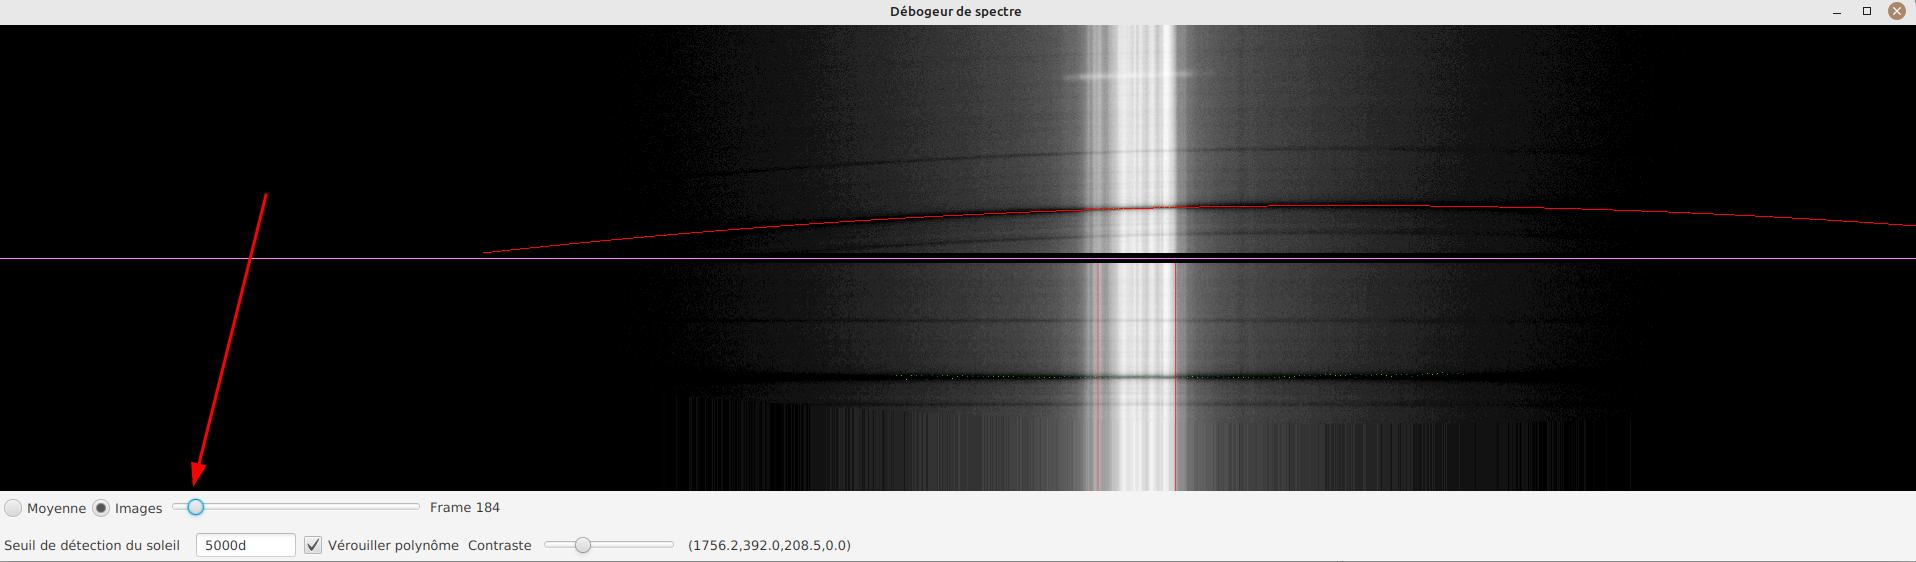 Débogeur de spectre
Moyenne Images Frame 184
Seuil de détection du soleil 5000d Vérouiller polynôme Contraste (1756.2,392.0,208.5,0.0)